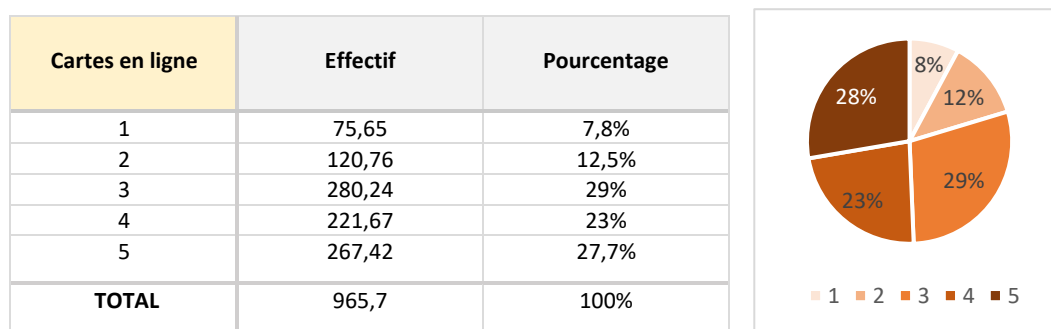 Cartes en ligne Effectif Pourcentage
1 75,65 7,8%
2 120,76 12,5%
3 280,24 29%
4 221,67 23%
5 267,42 27,7%
TOTAL 965,7 100%
8%
12%
29%
23%
28%
1 2 3 4 5